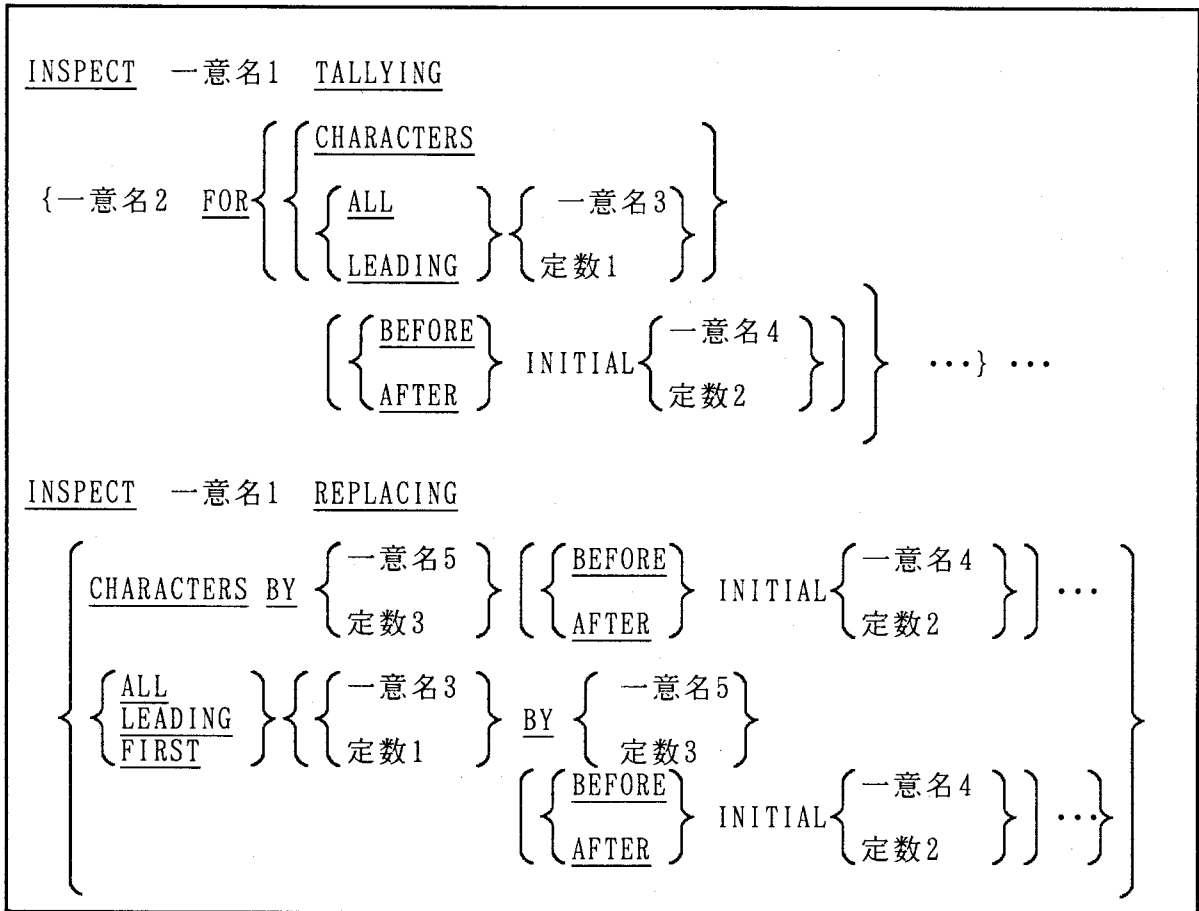 INSPECT 一意名1 TALLYING
CHARACTERS
{一意名2 FOR ALL 一意名3
LEADING 定数1
BEFORE INITIAL 一意名4 ...} ...
AFTER 定数2
INSPECT 一意名1 REPLACING
CHARACTERS BY 一意名5 BEFORE INITIAL 一意名4 ...
定数3 AFTER 定数2
ALL 一意名3 BY 一意名5
LEADING
FIRST 定数1 定数3
BEFORE INITIAL 一意名4 ...
AFTER 定数2